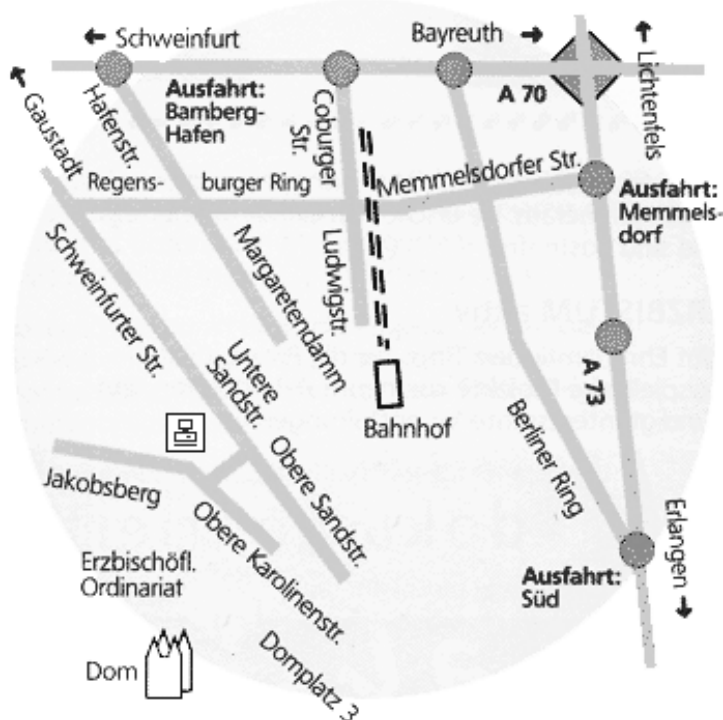 Schweinfurt
Bayreuth
Lichtenfels
Gaustadt
Hafenstr.
Ausfahrt:
Bamberg-
Hafen
Coburger
Str.
A 70
Regens-
burger Ring
Memmelsdorfer Str.
Ausfahrt:
Memmels-
dorf
Schweinfurter Str.
Margaretendamm
Ludwigstr.
Untere
Sandstr.
A 73
Bahnhof
Berliner Ring
Jakobsberg
Obere Sandstr.
Obere Karolinenstr.
Erlangen
Erzbischöfl.
Ordinariat
Ausfahrt:
Süd
Dom
Domplatz 3